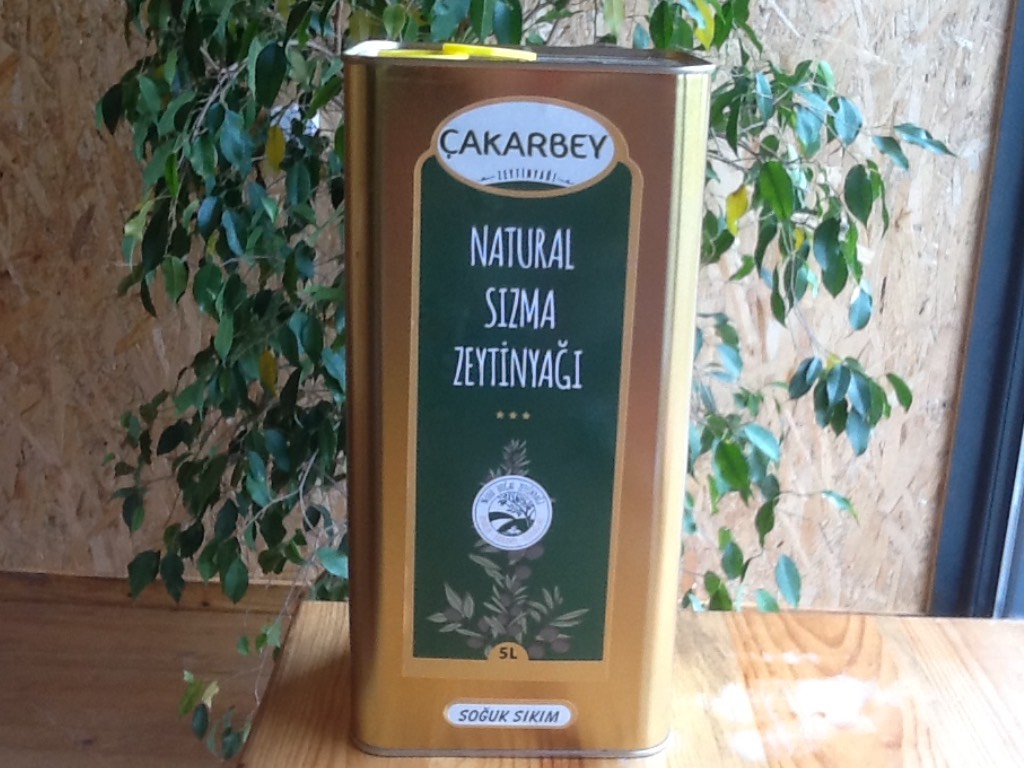 ÇAKARBEY
ZEYTİNYAĞI
NATURAL
SIZMA
ZEYTİNYAĞI
5L
SOĞUK SIKIM